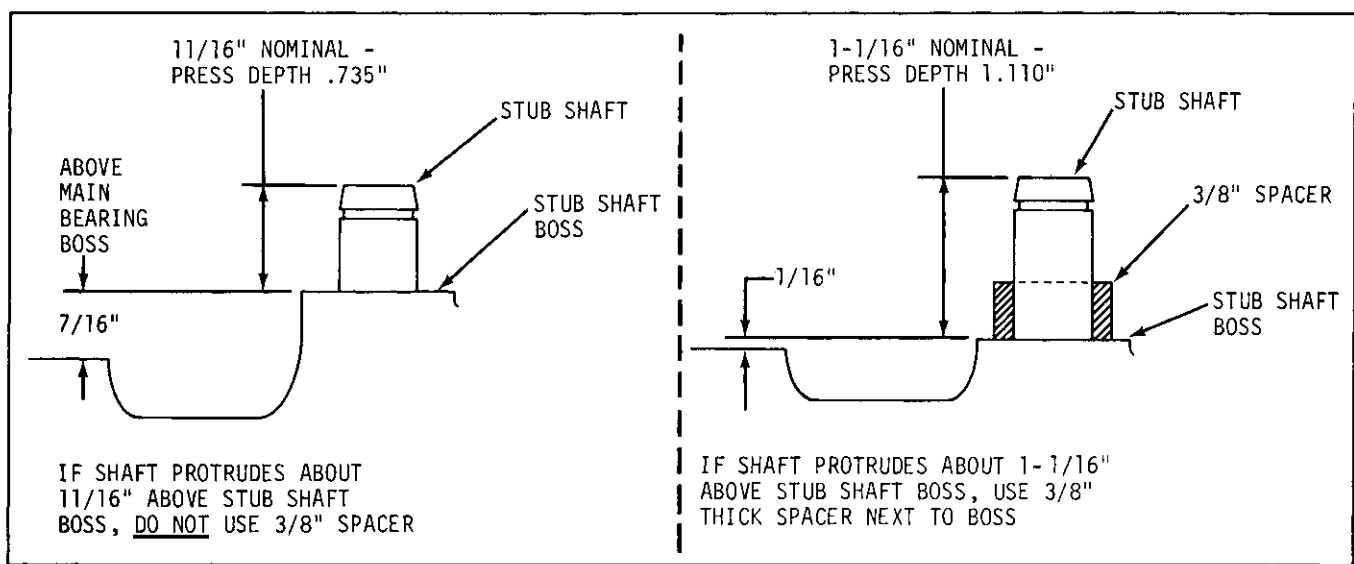 11/16" NOMINAL -
PRESS DEPTH .735"
STUB SHAFT
ABOVE
MAIN
BEARING
BOSS
STUB SHAFT
BOSS
7/16"
IF SHAFT PROTRUDES ABOUT
11/16" ABOVE STUB SHAFT
BOSS, DO NOT USE 3/8" SPACER
1-1/16" NOMINAL -
PRESS DEPTH 1.110"
STUB SHAFT
3/8" SPACER
1/16"
STUB SHAFT
BOSS
IF SHAFT PROTRUDES ABOUT 1-1/16"
ABOVE STUB SHAFT BOSS, USE 3/8"
THICK SPACER NEXT TO BOSS